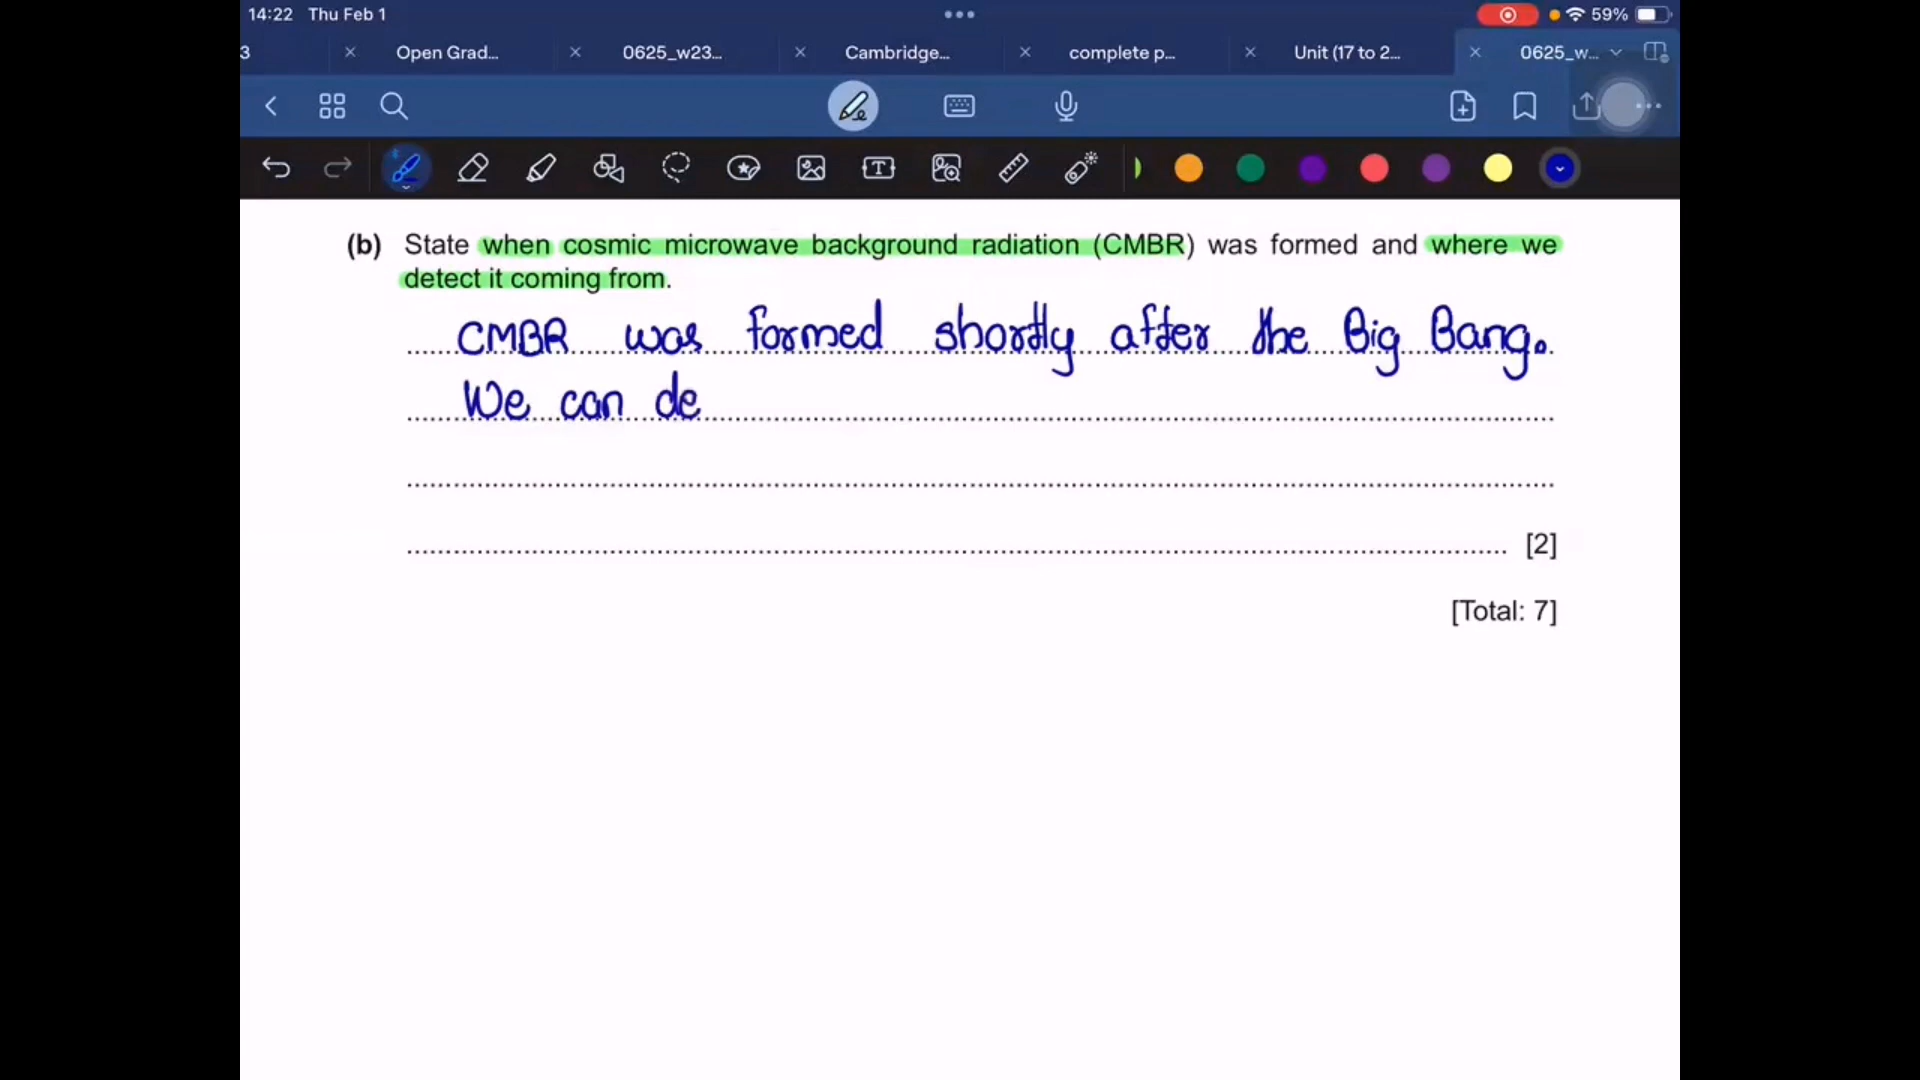 14:22 Thu Feb 1 59%
3 Open Grad... 0625_w23... Cambridge... complete p... Unit (17 to 2... 0625_w...
(b) State when cosmic microwave background radiation (CMBR) was formed and where we
detect it coming from.
CMBR was formed shortly after the Big Bang.
We can de
[2]
[Total: 7]